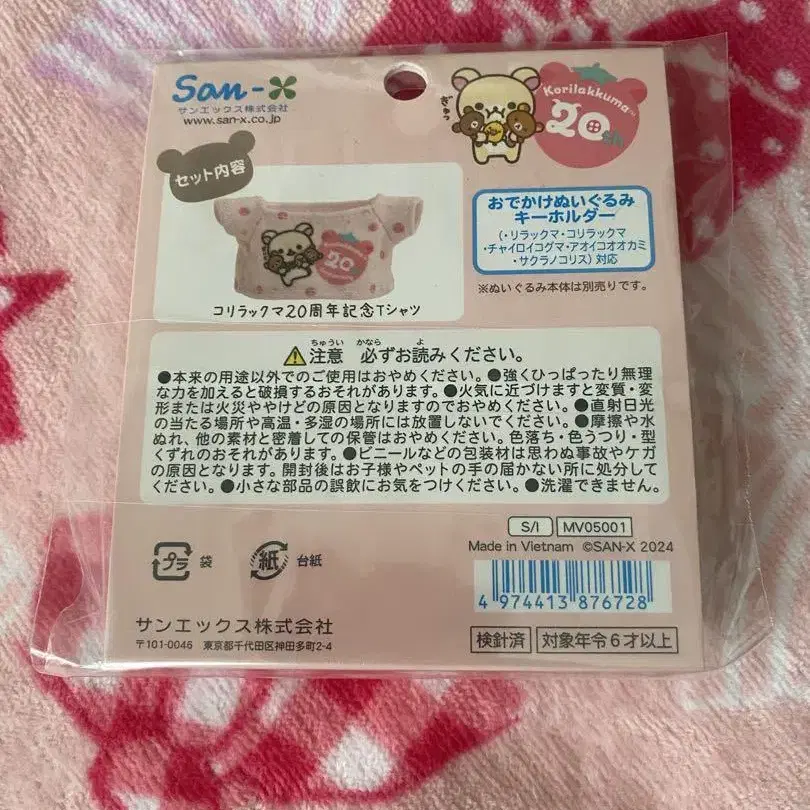 San-X
サンエックス株式会社
www.san-x.co.jp
ぎゅっ
Korilakkuma™
20th
セット内容
20th
コリラックマ20周年記念Tシャツ
おでかけぬいぐるみ
キーホルダー
(・リラックマ・コリラックマ
・チャイロイコグマ・アオイコオオカミ
・サクラノコリス)対応
※ぬいぐるみ本体は別売りです。
ちゅうい かなら よ
注意 必ずお読みください。
●本来の用途以外でのご使用はおやめください。●強くひっぱったり無理
な力を加えると破損するおそれがあります。●火気に近づけますと変質・変
形または火災ややけどの原因となりますのでおやめください。●直射日光
の当たる場所や高温・多湿の場所には放置しないでください。●摩擦や水
ぬれ、他の素材と密着しての保管はおやめください。色落ち・色うつり・型
くずれのおそれがあります。●ビニールなどの包装材は思わぬ事故やケガ
の原因となります。開封後はお子様やペットの手の届かない所に処分して
ください。●小さな部品の誤飲にお気をつけください。●洗濯できません。
S/I MV05001
Made in Vietnam ©SAN-X 2024
プラ 袋 紙 台紙
4 974413 876728
サンエックス株式会社
〒101-0046 東京都千代田区神田多町2-4
検針済 対象年令6才以上